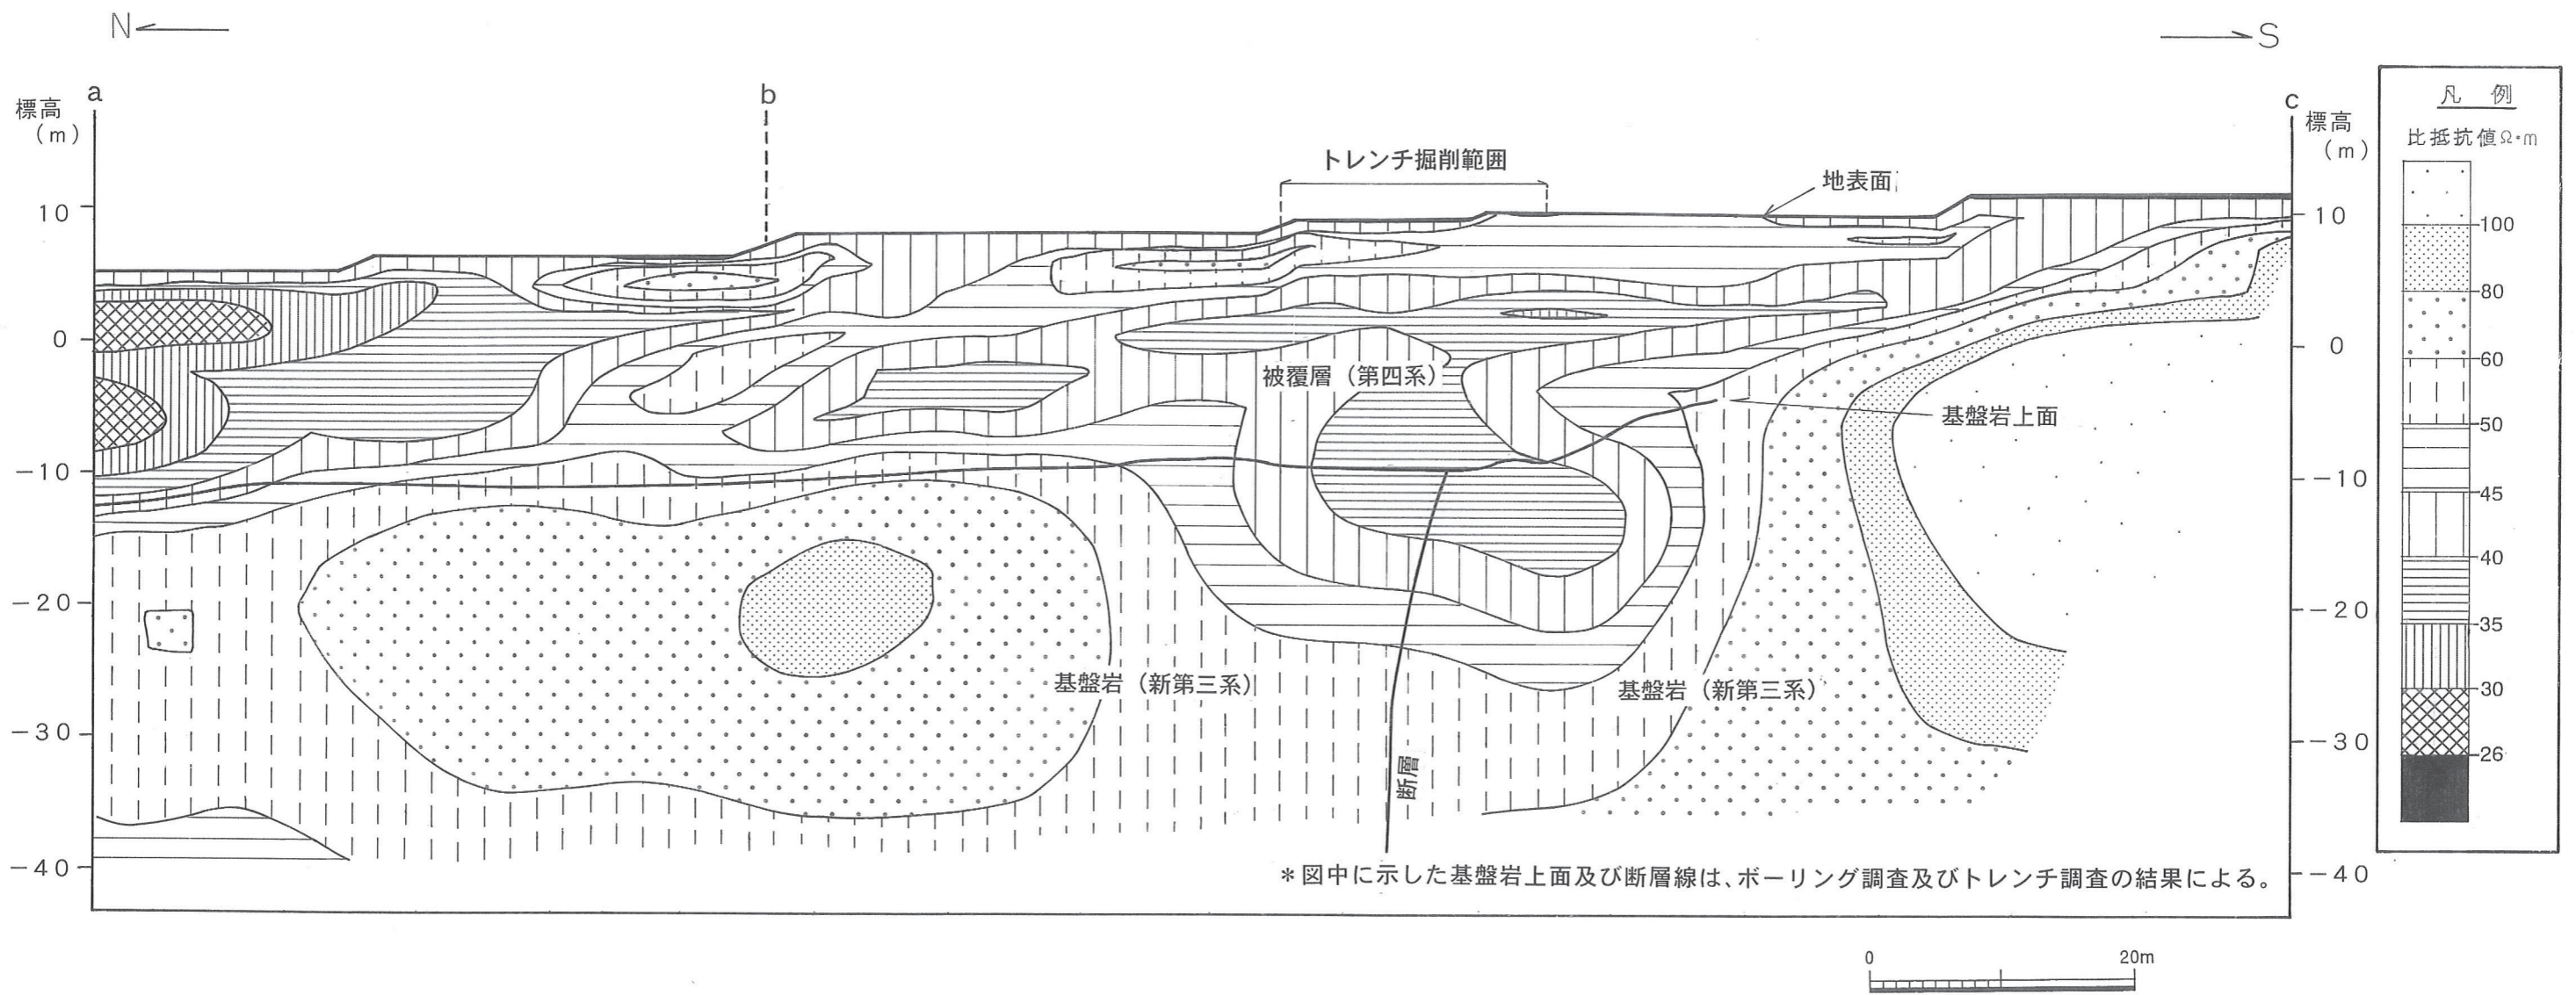 N
S
a
b
c
標高
(m)
標高
(m)
トレンチ掘削範囲
地表面
10
0
-10
-20
-30
-40
10
0
-10
-20
-30
-40
被覆層(第四系)
基盤岩上面
基盤岩(新第三系)
基盤岩(新第三系)
断層
*図中に示した基盤岩上面及び断層線は、ボーリング調査及びトレンチ調査の結果による。
凡 例
比抵抗値Ω・m
100
80
60
50
45
40
35
30
26
0
20m